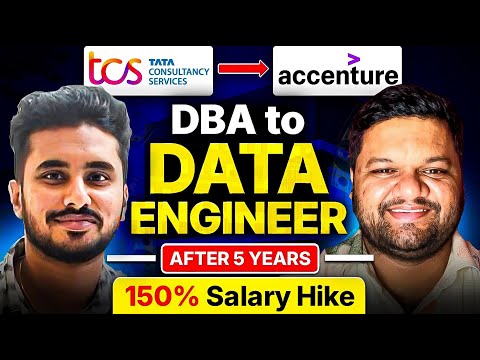 tcs TATA
CONSULTANCY
SERVICES
accenture
DBA to
DATA
ENGINEER
AFTER 5 YEARS
150% Salary Hike